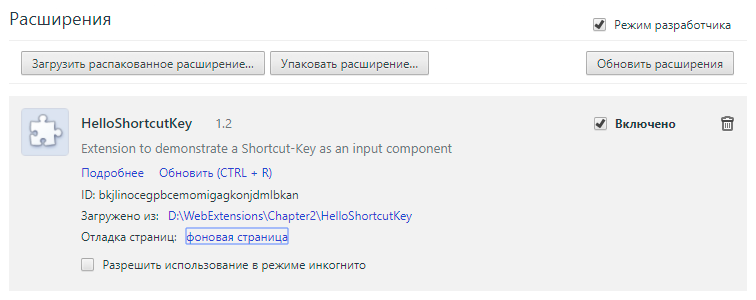 Расширения
Режим разработчика
Загрузить распакованное расширение... Упаковать расширение... Обновить расширения
HelloShortcutKey 1.2 Включено
Extension to demonstrate a Shortcut-Key as an input component
Подробнее Обновить (CTRL + R)
ID: bkjlinocegpbcemomigagkonjdmlbkan
Загружено из: D:\WebExtensions\Chapter2\HelloShortcutKey
Отладка страниц: фоновая страница
Разрешить использование в режиме инкогнито